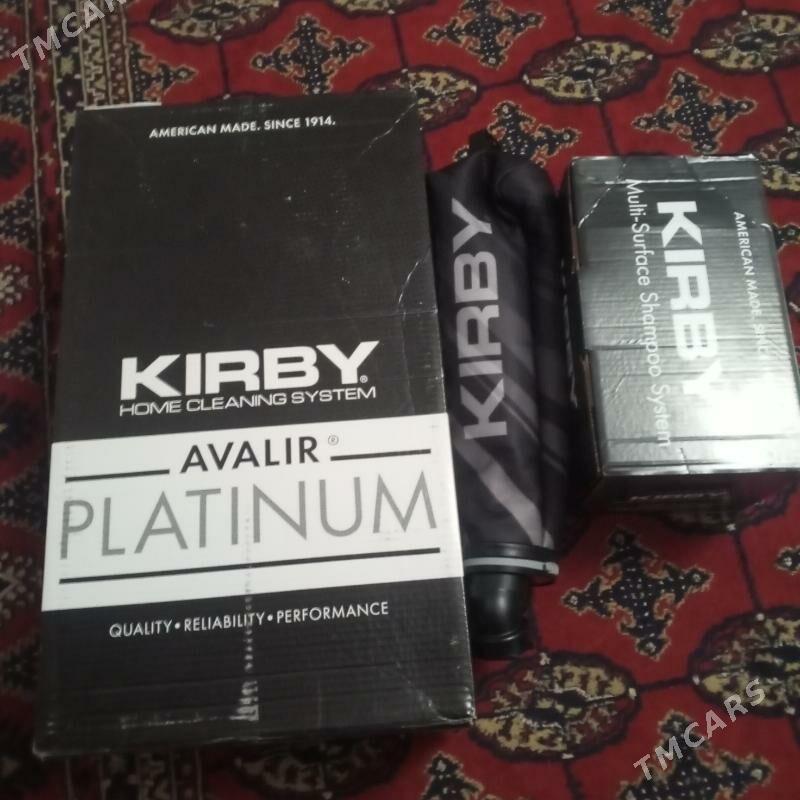 TMCARS
AMERICAN MADE. SINCE 1914.
KIRBY®
HOME CLEANING SYSTEM
AVALIR®
PLATINUM
QUALITY•RELIABILITY•PERFORMANCE
KIRBY
AMERICAN MADE. SINCE
KIRBY
Multi-Surface Shampoo System
TMCARS